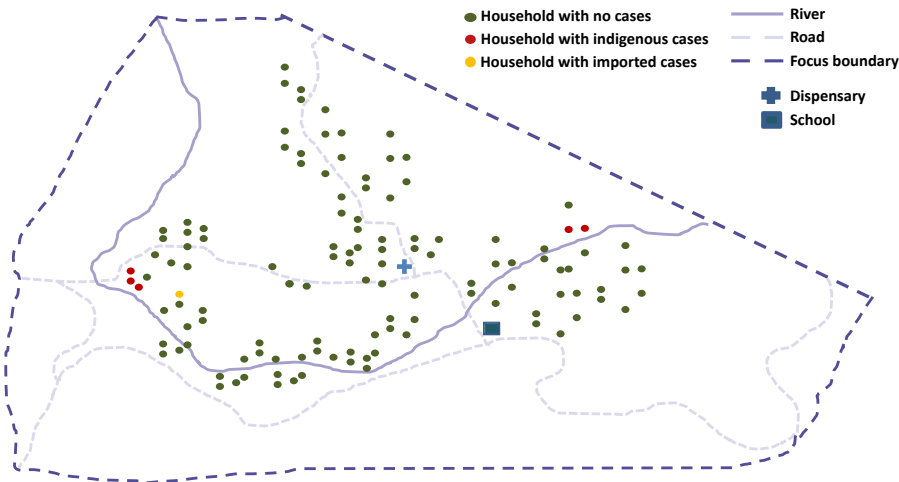 Household with no cases
Household with indigenous cases
Household with imported cases
River
Road
Focus boundary
Dispensary
School